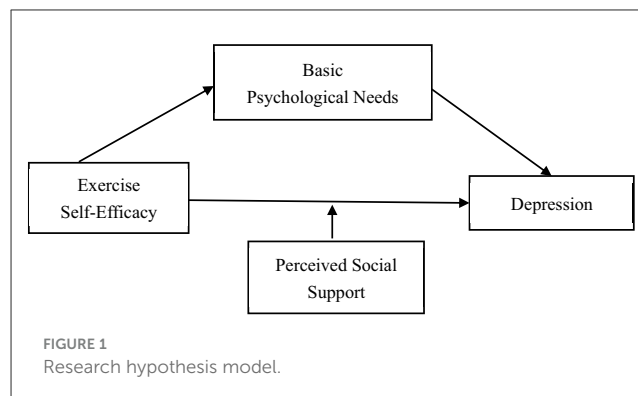 Basic
Psychological Needs
Exercise
Self-Efficacy
Depression
Perceived Social
Support
FIGURE 1
Research hypothesis model.